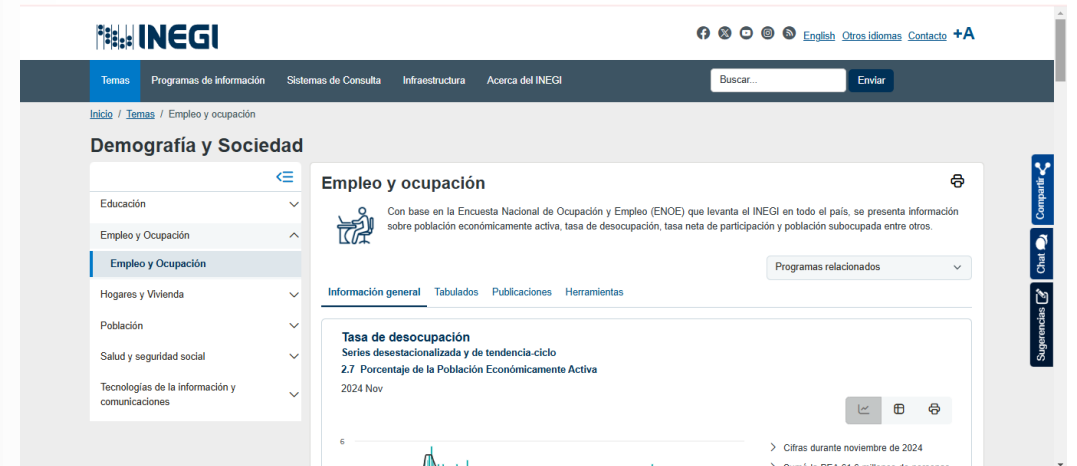 INEGI
English Otros idiomas Contacto +A
Temas Programas de información Sistemas de Consulta Infraestructura Acerca del INEGI Buscar... Enviar
Inicio / Temas / Empleo y ocupación
Demografía y Sociedad
Educación
Empleo y Ocupación
Empleo y Ocupación
Hogares y Vivienda
Población
Salud y seguridad social
Tecnologías de la información y
comunicaciones
Empleo y ocupación
Con base en la Encuesta Nacional de Ocupación y Empleo (ENOE) que levanta el INEGI en todo el país, se presenta información
sobre población económicamente activa, tasa de desocupación, tasa neta de participación y población subocupada entre otros.
Programas relacionados
Información general Tabulados Publicaciones Herramientas
Tasa de desocupación
Series desestacionalizada y de tendencia-ciclo
2.7 Porcentaje de la Población Económicamente Activa
2024 Nov
6
Cifras durante noviembre de 2024
Compartir
Chat
Sugerencias